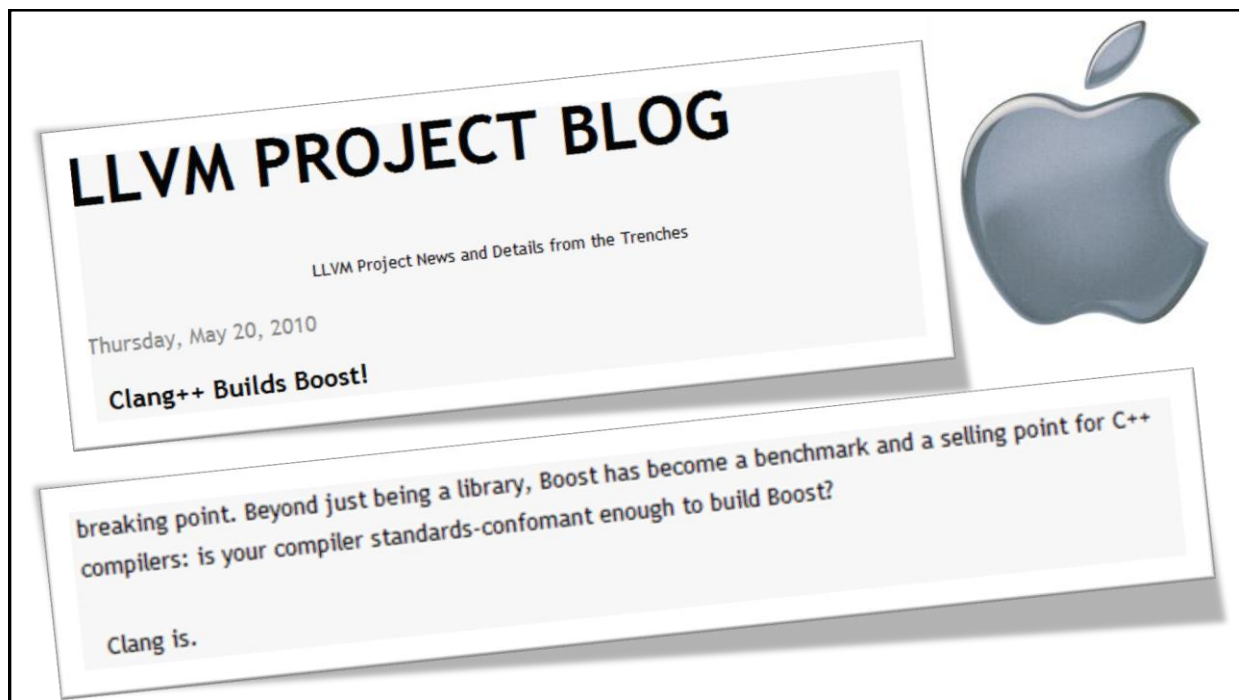 LLVM PROJECT BLOG
LLVM Project News and Details from the Trenches
Thursday, May 20, 2010
Clang++ Builds Boost!
breaking point. Beyond just being a library, Boost has become a benchmark and a selling point for C++
compilers: is your compiler standards-confomant enough to build Boost?
Clang is.